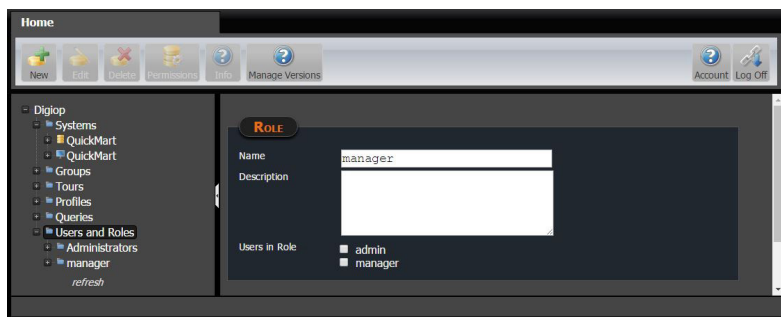 Home
New
Edit
Delete
Permissions
Info
Manage Versions
Account
Log Off
Digiop
Systems
QuickMart
QuickMart
Groups
Tours
Profiles
Queries
Users and Roles
Administrators
manager
refresh
ROLE
Name
manager
Description
Users in Role
admin
manager